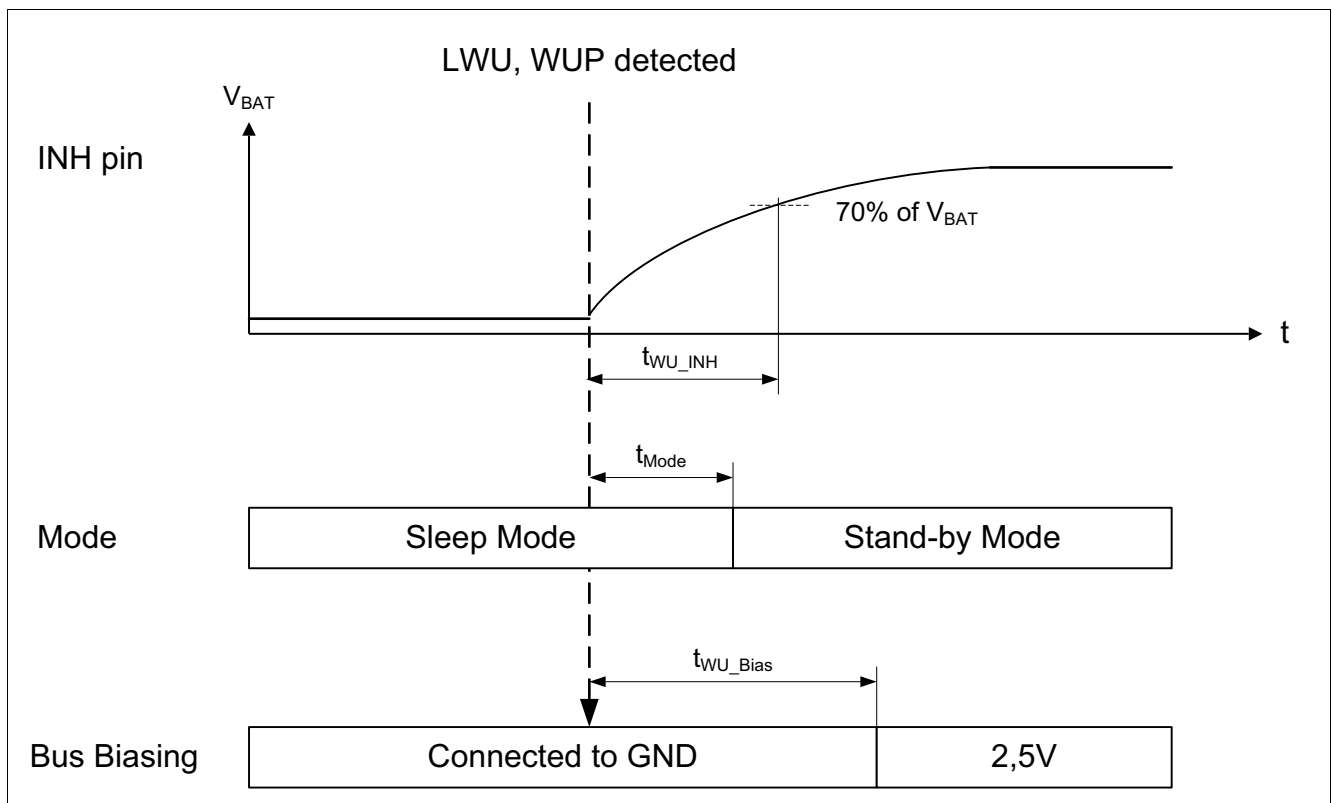 LWU, WUP detected
VBAT
INH pin
70% of VBAT
t
tWU_INH
tMode
Mode
Sleep Mode
Stand-by Mode
tWU_Bias
Bus Biasing
Connected to GND
2,5V